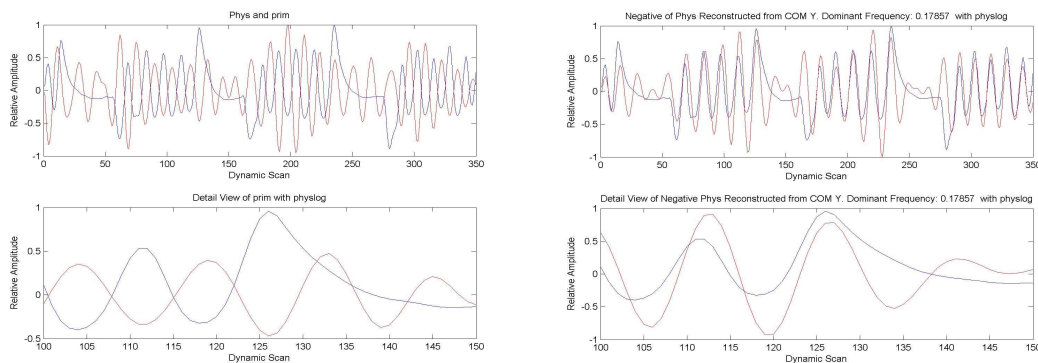 Phys and prim
1
0.5
0
-0.5
-1
Relative Amplitude
0 50 100 150 200 250 300 350
Dynamic Scan
Negative of Phys Reconstructed from COM Y. Dominant Frequency: 0.17857 with physlog
1
0.5
0
-0.5
-1
Relative Amplitude
0 50 100 150 200 250 300 350
Dynamic Scan
Detail View of prim with physlog
1
0.5
0
-0.5
Relative Amplitude
100 105 110 115 120 125 130 135 140 145 150
Dynamic Scan
Detail View of Negative Phys Reconstructed from COM Y. Dominant Frequency: 0.17857 with physlog
1
0.5
0
-0.5
-1
Relative Amplitude
100 105 110 115 120 125 130 135 140 145 150
Dynamic Scan